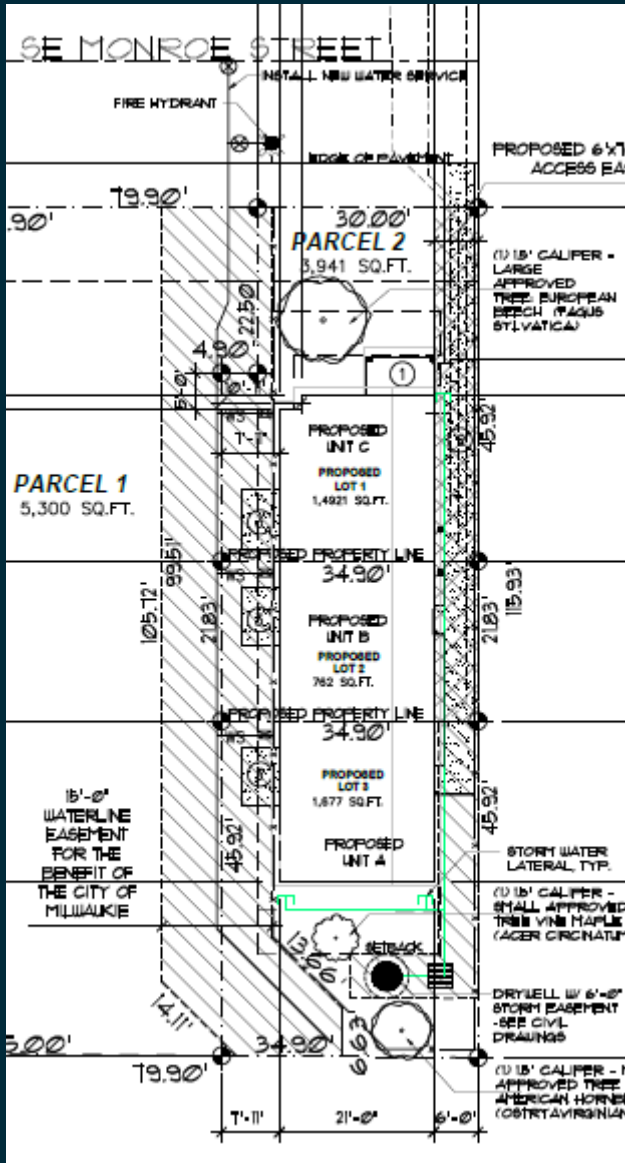 SE MONROE STREET
INSTALL NEW WATER SERVICE
FIRE HYDRANT
EDGE OF PAVEMENT
PROPOSED 6'X
ACCESS EAS
79.90'
.90'
30.00'
PARCEL 2
3,941 SQ.FT.
(1) 1.5" CALIPER -
LARGE
APPROVED
TREE: EUROPEAN
BEECH (FAGUS
SYLVATICA)
22.50'
4.90'
5'-0"
1
7'-11"
45.92'
PROPOSED
UNIT C
PROPOSED
LOT 1
1,4921 SQ.FT.
PARCEL 1
5,300 SQ.FT.
PROPOSED PROPERTY LINE
34.90'
99.51'
105.72'
21.83'
PROPOSED
UNIT B
PROPOSED
LOT 2
762 SQ.FT.
21.83'
115.93'
PROPOSED PROPERTY LINE
34.90'
PROPOSED
LOT 3
1,677 SQ.FT.
PROPOSED
UNIT A
45.92'
45.92'
15'-0"
WATERLINE
EASEMENT
FOR THE
BENEFIT OF
THE CITY OF
MILWAUKIE
STORM WATER
LATERAL, TYP.
(1) 1.5" CALIPER -
SMALL APPROVED
TREE VINE MAPLE
(ACER CIRCINATUM
SETBACK
13.66'
DRYWELL W/ 6'-0"
STORM EASEMENT
-SEE CIVIL
DRAWINGS
14.11'
6.63'
5.00'
34.90'
79.90'
(1) 1.5" CALIPER -
APPROVED TREE
AMERICAN HORNBE
(OSTRYAVIRGINIAN
7'-11"
21'-0"
6'-0"